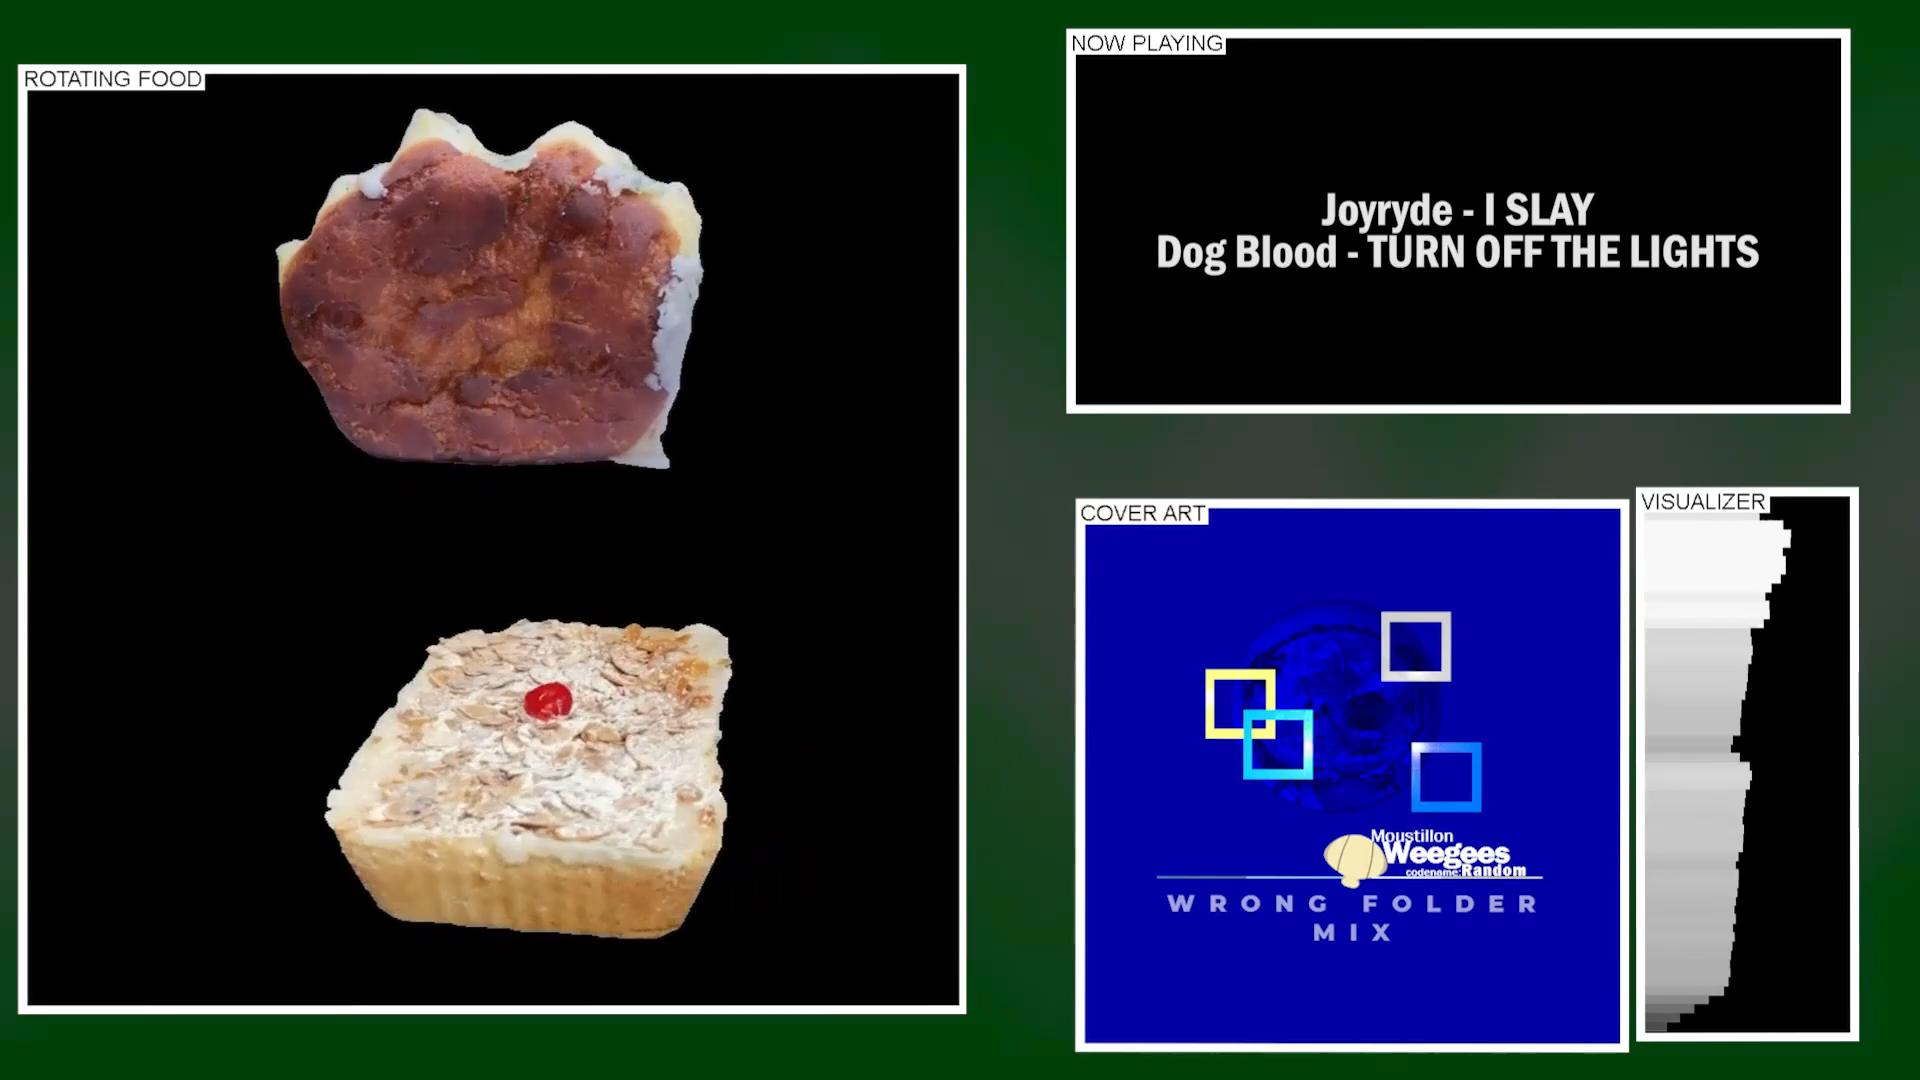 ROTATING FOOD
NOW PLAYING
Joyryde - I SLAY
Dog Blood - TURN OFF THE LIGHTS
COVER ART
Moustillon
Weegees
codename:Random
WRONG FOLDER
MIX
VISUALIZER